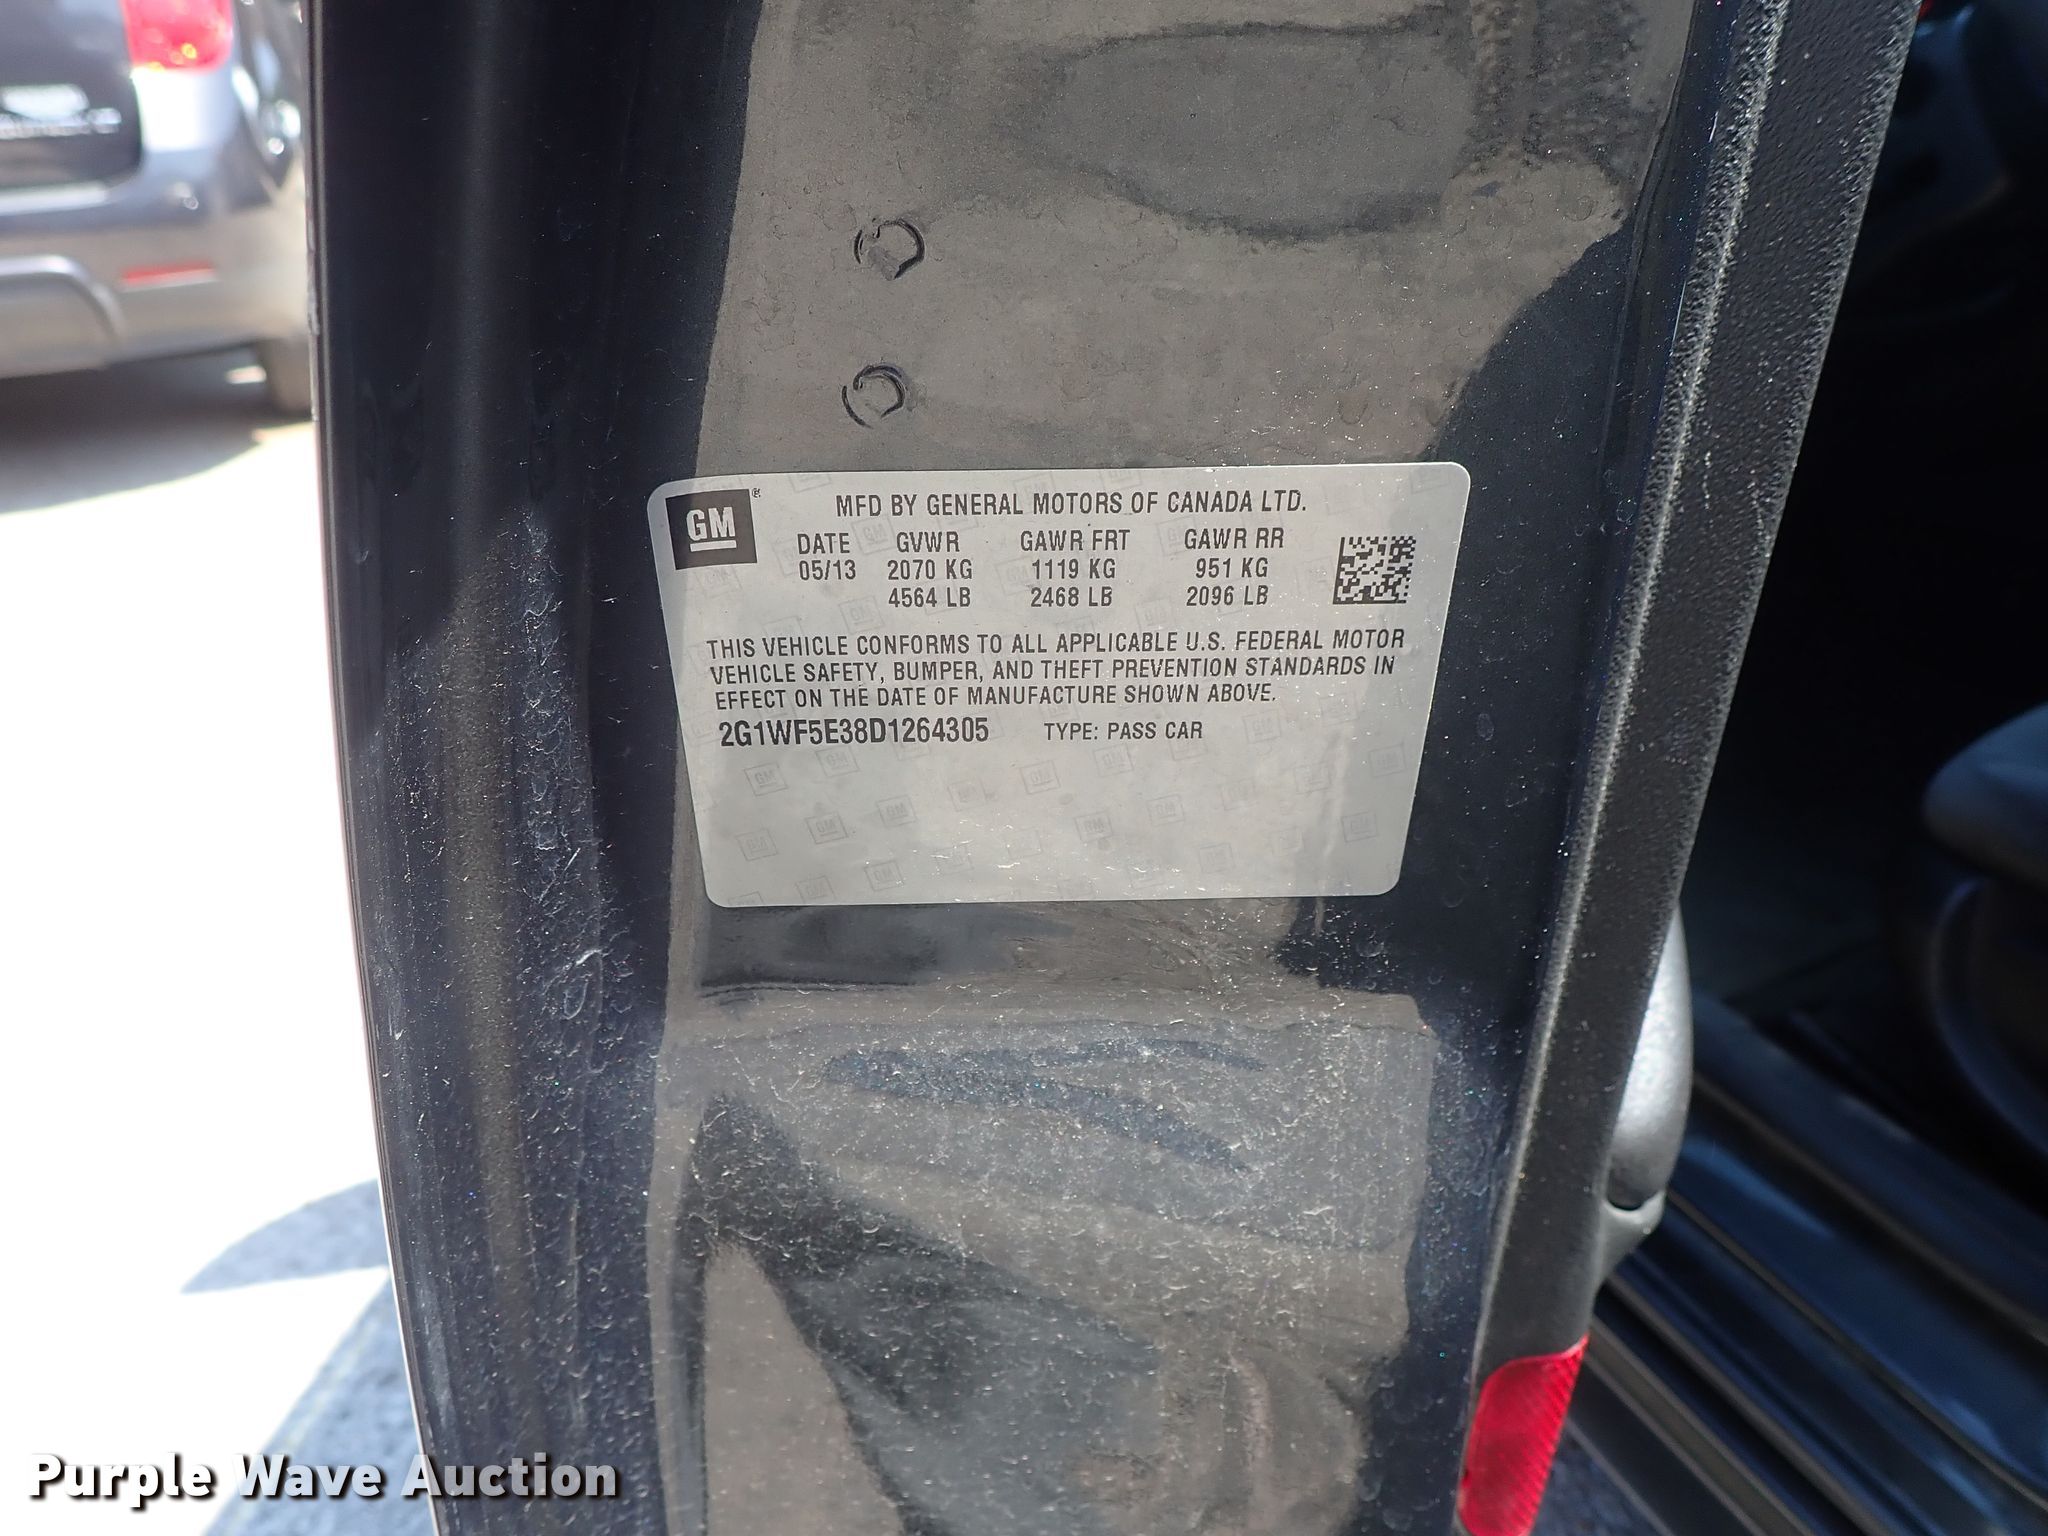 GM®
MFD BY GENERAL MOTORS OF CANADA LTD.
DATE GVWR GAWR FRT GAWR RR
05/13 2070 KG 1119 KG 951 KG
4564 LB 2468 LB 2096 LB
THIS VEHICLE CONFORMS TO ALL APPLICABLE U.S. FEDERAL MOTOR
VEHICLE SAFETY, BUMPER, AND THEFT PREVENTION STANDARDS IN
EFFECT ON THE DATE OF MANUFACTURE SHOWN ABOVE.
2G1WF5E38D1264305 TYPE: PASS CAR
Purple Wave Auction